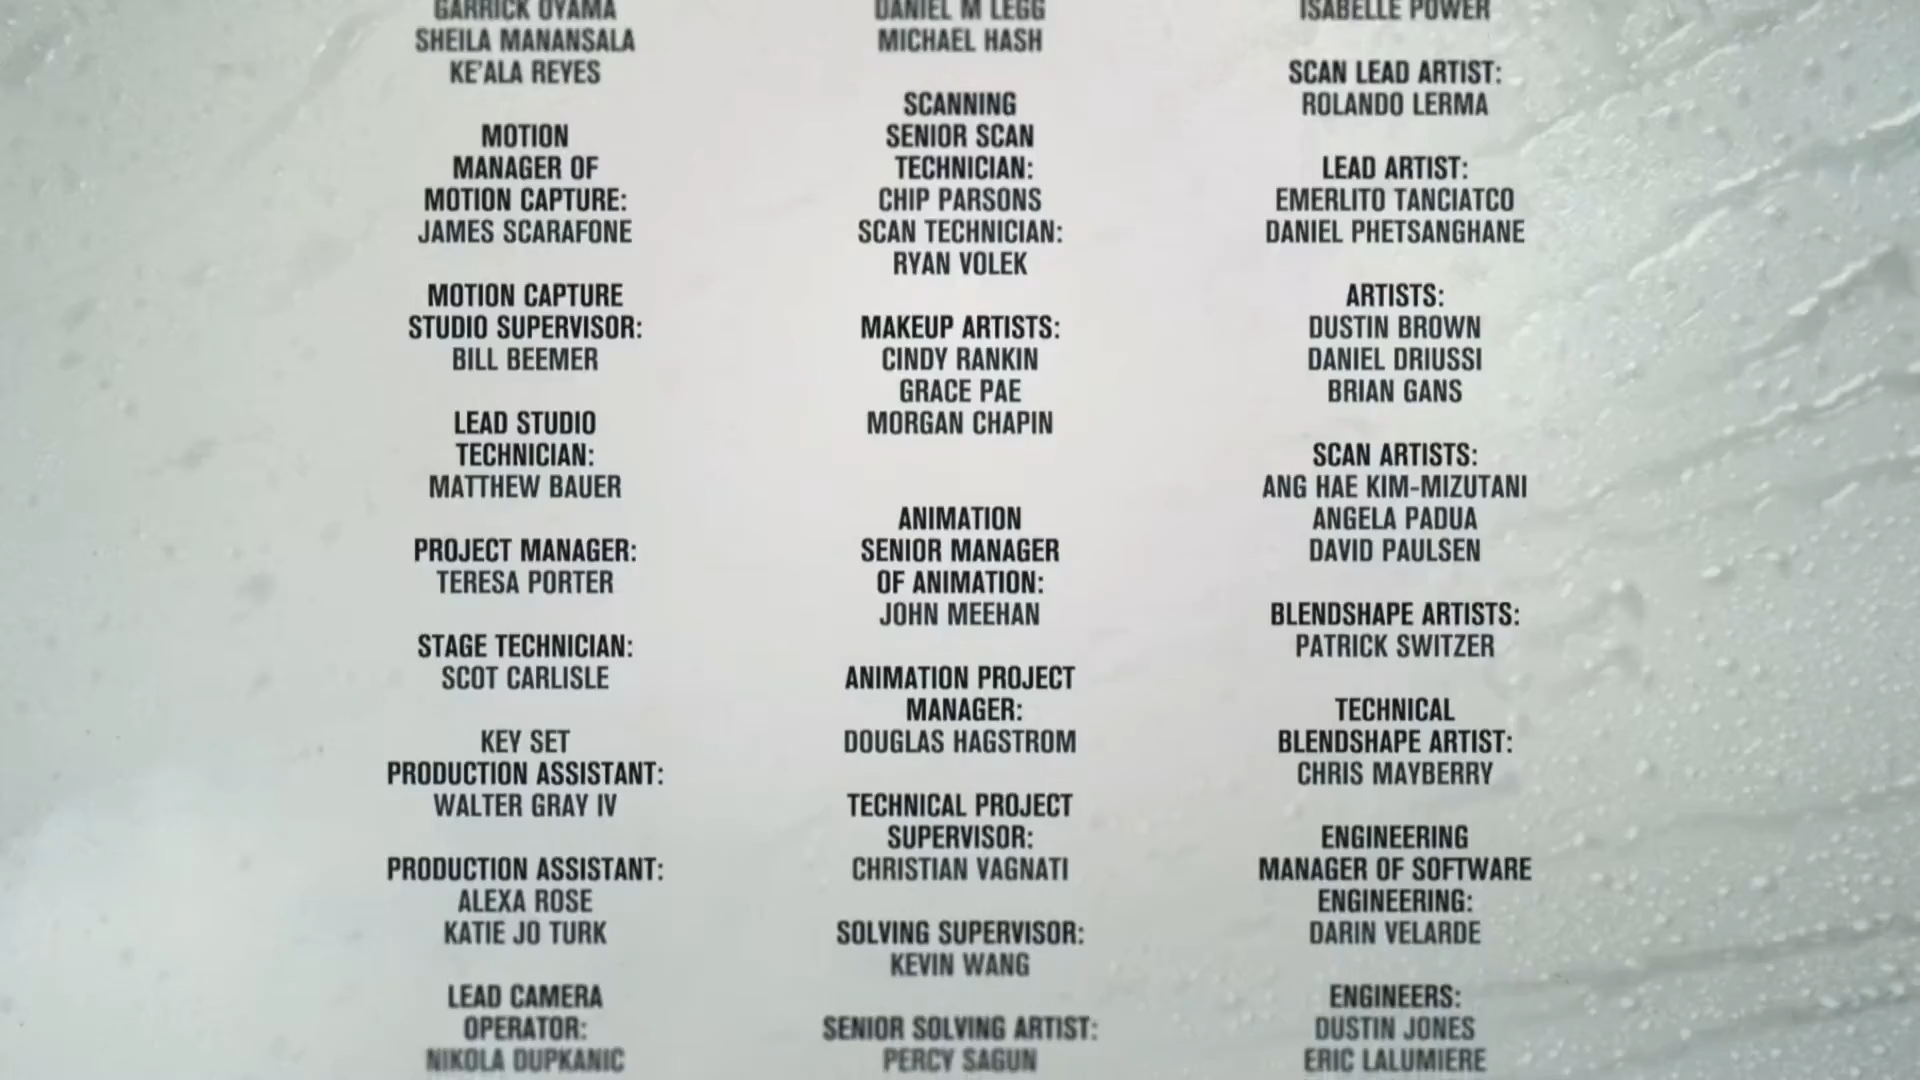 GARRICK OYAMA
SHEILA MANANSALA
KE'ALA REYES
MOTION
MANAGER OF
MOTION CAPTURE:
JAMES SCARAFONE
MOTION CAPTURE
STUDIO SUPERVISOR:
BILL BEEMER
LEAD STUDIO
TECHNICIAN:
MATTHEW BAUER
PROJECT MANAGER:
TERESA PORTER
STAGE TECHNICIAN:
SCOT CARLISLE
KEY SET
PRODUCTION ASSISTANT:
WALTER GRAY IV
PRODUCTION ASSISTANT:
ALEXA ROSE
KATIE JO TURK
LEAD CAMERA
OPERATOR:
NIKOLA DUPKANIC
DANIEL M LEGG
MICHAEL HASH
SCANNING
SENIOR SCAN
TECHNICIAN:
CHIP PARSONS
SCAN TECHNICIAN:
RYAN VOLEK
MAKEUP ARTISTS:
CINDY RANKIN
GRACE PAE
MORGAN CHAPIN
ANIMATION
SENIOR MANAGER
OF ANIMATION:
JOHN MEEHAN
ANIMATION PROJECT
MANAGER:
DOUGLAS HAGSTROM
TECHNICAL PROJECT
SUPERVISOR:
CHRISTIAN VAGNATI
SOLVING SUPERVISOR:
KEVIN WANG
SENIOR SOLVING ARTIST:
PERCY SAGUN
ISABELLE POWER
SCAN LEAD ARTIST:
ROLANDO LERMA
LEAD ARTIST:
EMERLITO TANCIATCO
DANIEL PHETSANGHANE
ARTISTS:
DUSTIN BROWN
DANIEL DRIUSSI
BRIAN GANS
SCAN ARTISTS:
ANG HAE KIM-MIZUTANI
ANGELA PADUA
DAVID PAULSEN
BLENDSHAPE ARTISTS:
PATRICK SWITZER
TECHNICAL
BLENDSHAPE ARTIST:
CHRIS MAYBERRY
ENGINEERING
MANAGER OF SOFTWARE
ENGINEERING:
DARIN VELARDE
ENGINEERS:
DUSTIN JONES
ERIC LALUMIERE